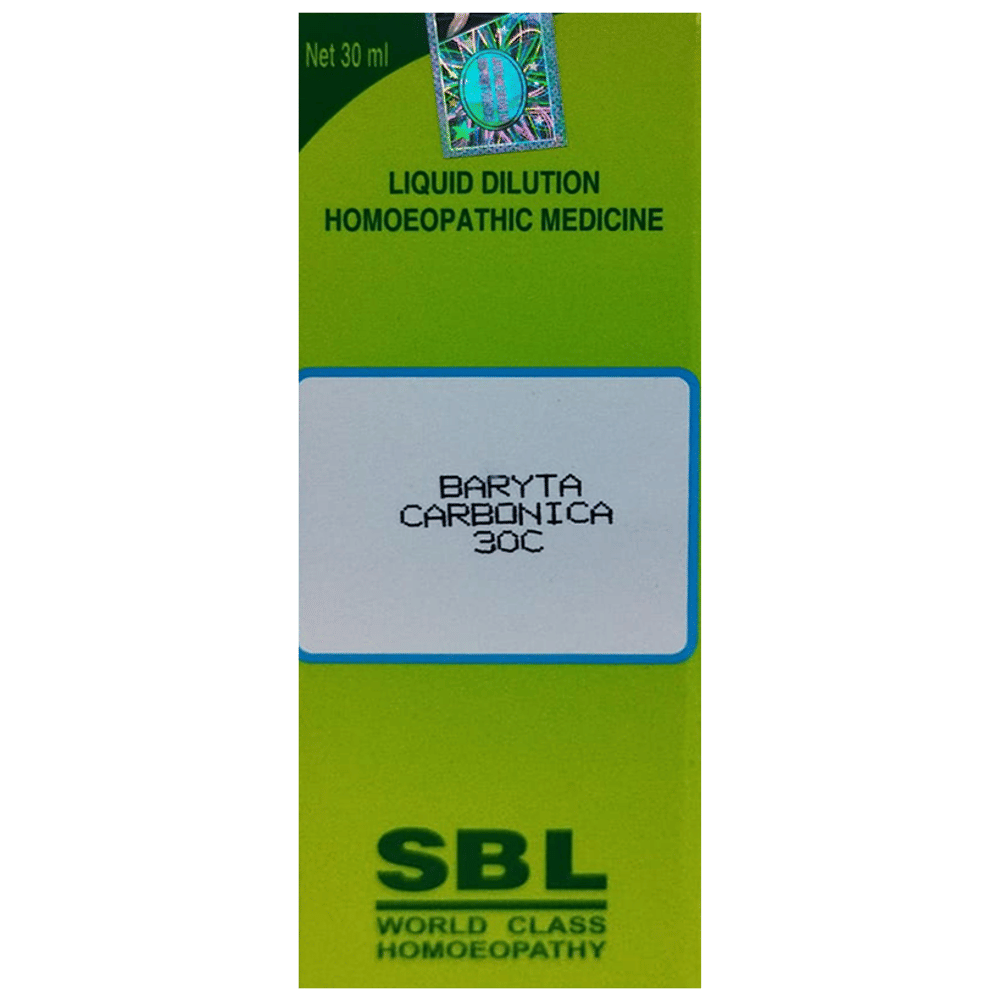 Net 30 ml
LIQUID DILUTION
HOMOEOPATHIC MEDICINE
BARYTA
CARBONICA
30C
SBL
WORLD CLASS
HOMOEOPATHY